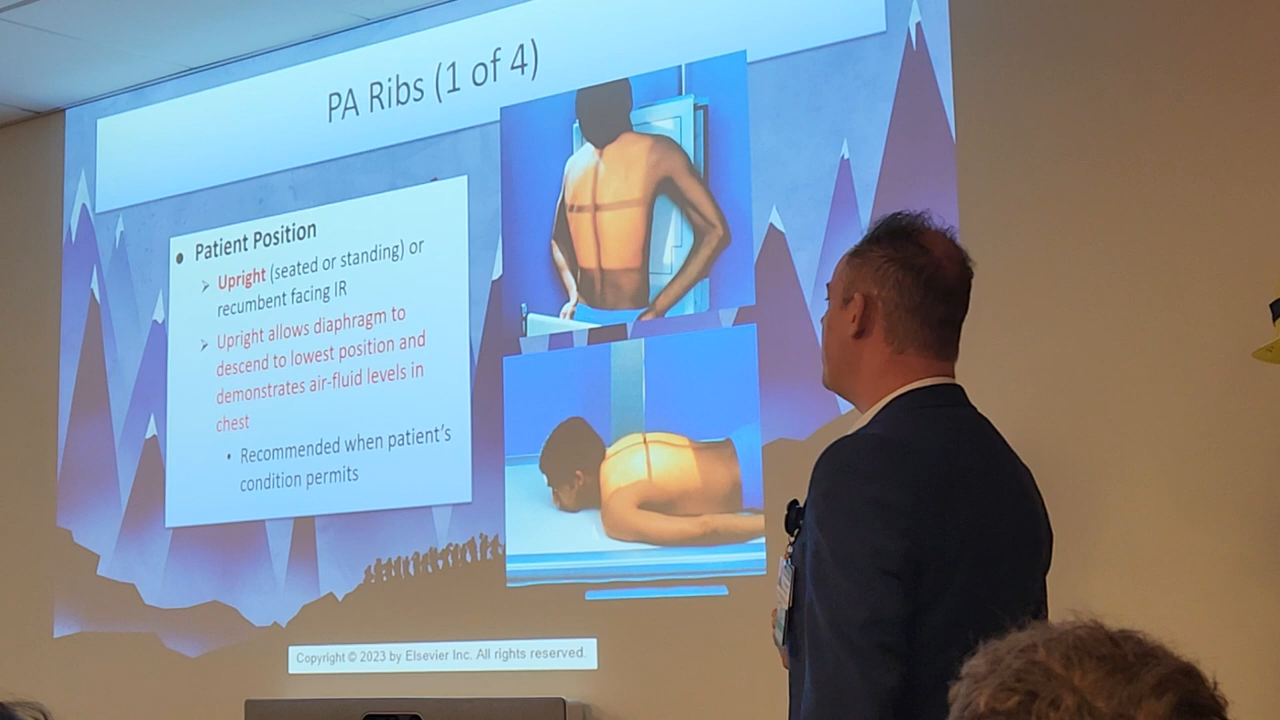 PA Ribs (1 of 4)
Patient Position
Upright (seated or standing) or
recumbent facing IR
Upright allows diaphragm to
descend to lowest position and
demonstrates air-fluid levels in
chest
Recommended when patient's
condition permits
Copyright © 2023 by Elsevier Inc. All rights reserved.